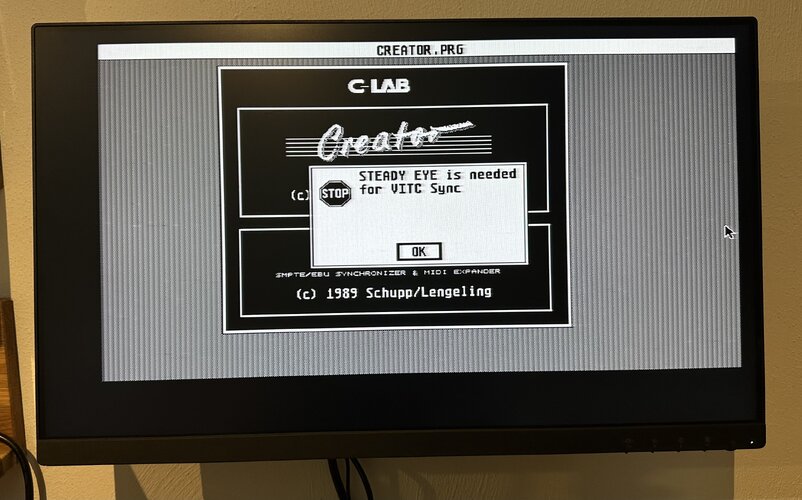 CREATOR.PRG
C-LAB
Creator
(c)
STOP
STEADY EYE is needed
for VITC Sync
OK
SMPTE/EBU SYNCHRONIZER & MIDI EXPANDER
(c) 1989 Schupp/Lengeling